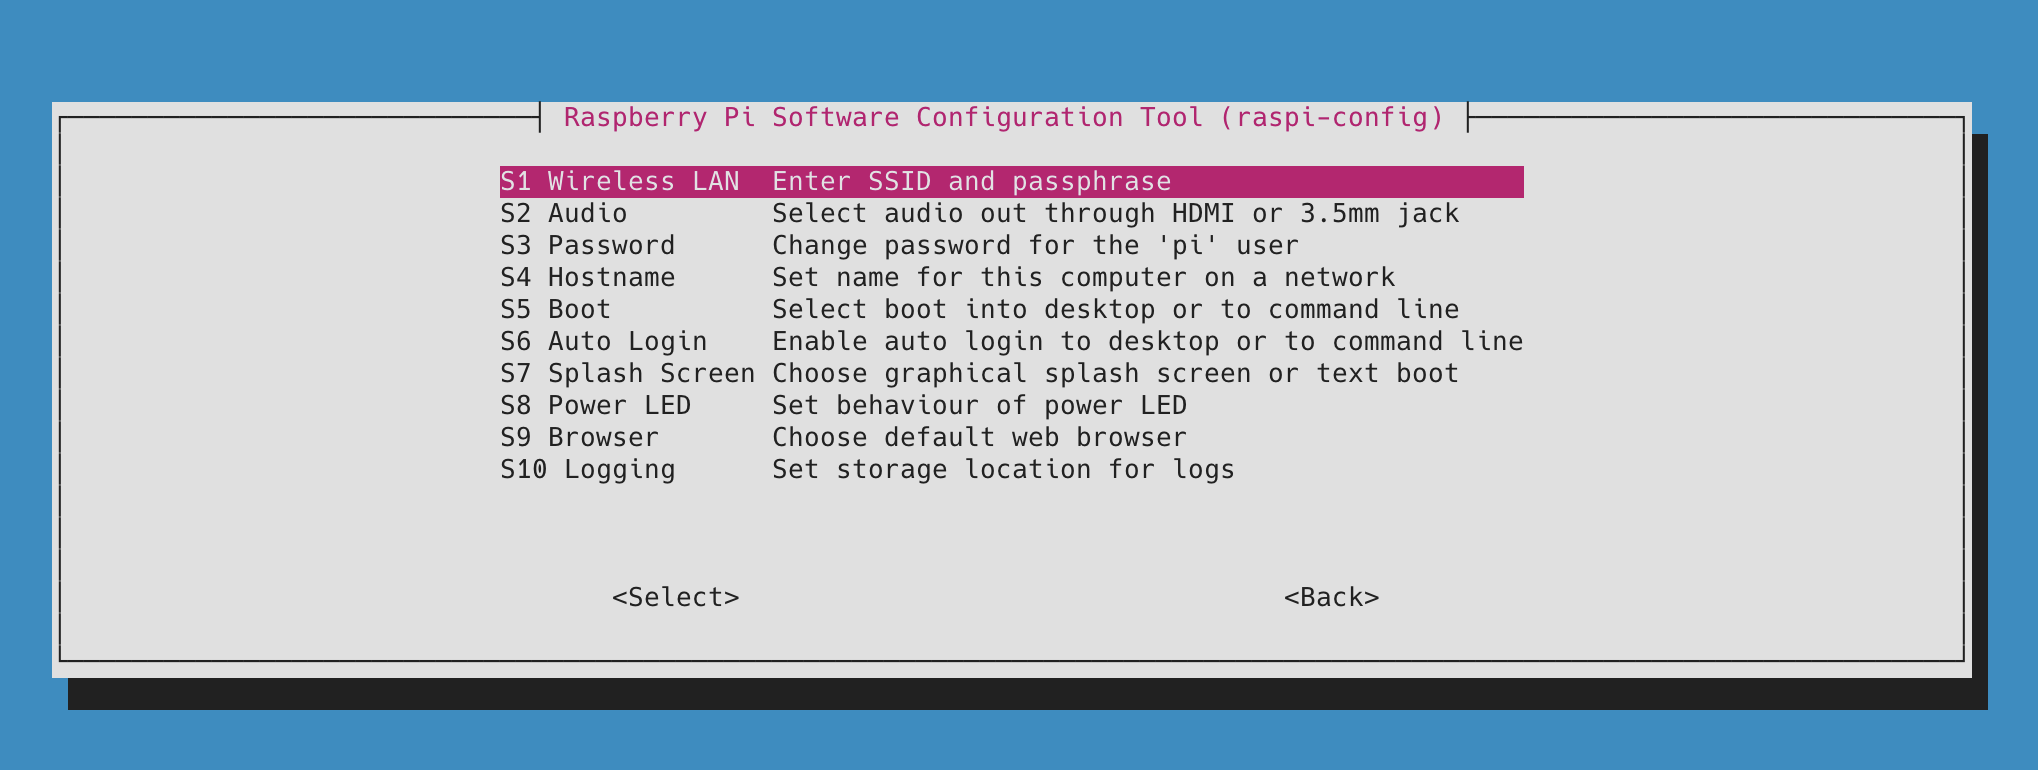 Raspberry Pi Software Configuration Tool (raspi-config)
S1 Wireless LAN  Enter SSID and passphrase
S2 Audio         Select audio out through HDMI or 3.5mm jack
S3 Password      Change password for the 'pi' user
S4 Hostname      Set name for this computer on a network
S5 Boot          Select boot into desktop or to command line
S6 Auto Login    Enable auto login to desktop or to command line
S7 Splash Screen Choose graphical splash screen or text boot
S8 Power LED     Set behaviour of power LED
S9 Browser       Choose default web browser
S10 Logging      Set storage location for logs
<Select>                                  <Back>